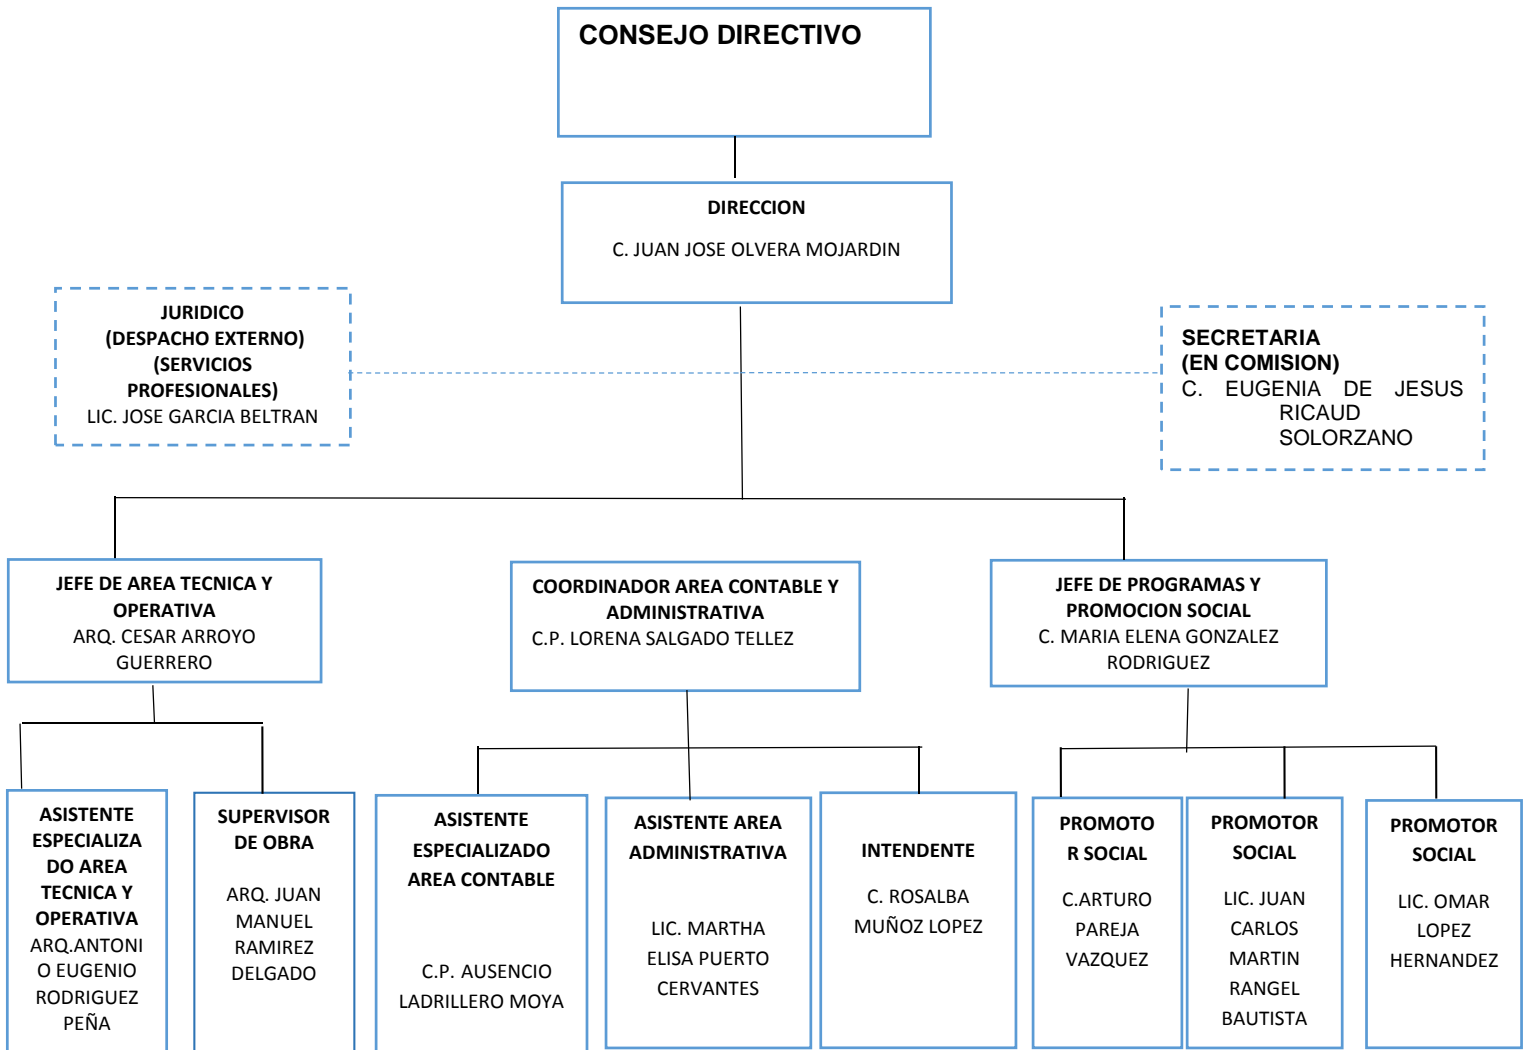 CONSEJO DIRECTIVO
DIRECCION
C. JUAN JOSE OLVERA MOJARDIN
JURIDICO
(DESPACHO EXTERNO)
(SERVICIOS
PROFESIONALES)
LIC. JOSE GARCIA BELTRAN
SECRETARIA
(EN COMISION)
C. EUGENIA DE JESUS
RICAUD
SOLORZANO
JEFE DE AREA TECNICA Y
OPERATIVA
ARQ. CESAR ARROYO
GUERRERO
COORDINADOR AREA CONTABLE Y
ADMINISTRATIVA
C.P. LORENA SALGADO TELLEZ
JEFE DE PROGRAMAS Y
PROMOCION SOCIAL
C. MARIA ELENA GONZALEZ
RODRIGUEZ
ASISTENTE
ESPECIALIZA
DO AREA
TECNICA Y
OPERATIVA
ARQ.ANTONI
O EUGENIO
RODRIGUEZ
PEÑA
SUPERVISOR
DE OBRA
ARQ. JUAN
MANUEL
RAMIREZ
DELGADO
ASISTENTE
ESPECIALIZADO
AREA CONTABLE
C.P. AUSENCIO
LADRILLERO MOYA
ASISTENTE AREA
ADMINISTRATIVA
LIC. MARTHA
ELISA PUERTO
CERVANTES
INTENDENTE
C. ROSALBA
MUÑOZ LOPEZ
PROMOTO
R SOCIAL
C.ARTURO
PAREJA
VAZQUEZ
PROMOTOR
SOCIAL
LIC. JUAN
CARLOS
MARTIN
RANGEL
BAUTISTA
PROMOTOR
SOCIAL
LIC. OMAR
LOPEZ
HERNANDEZ